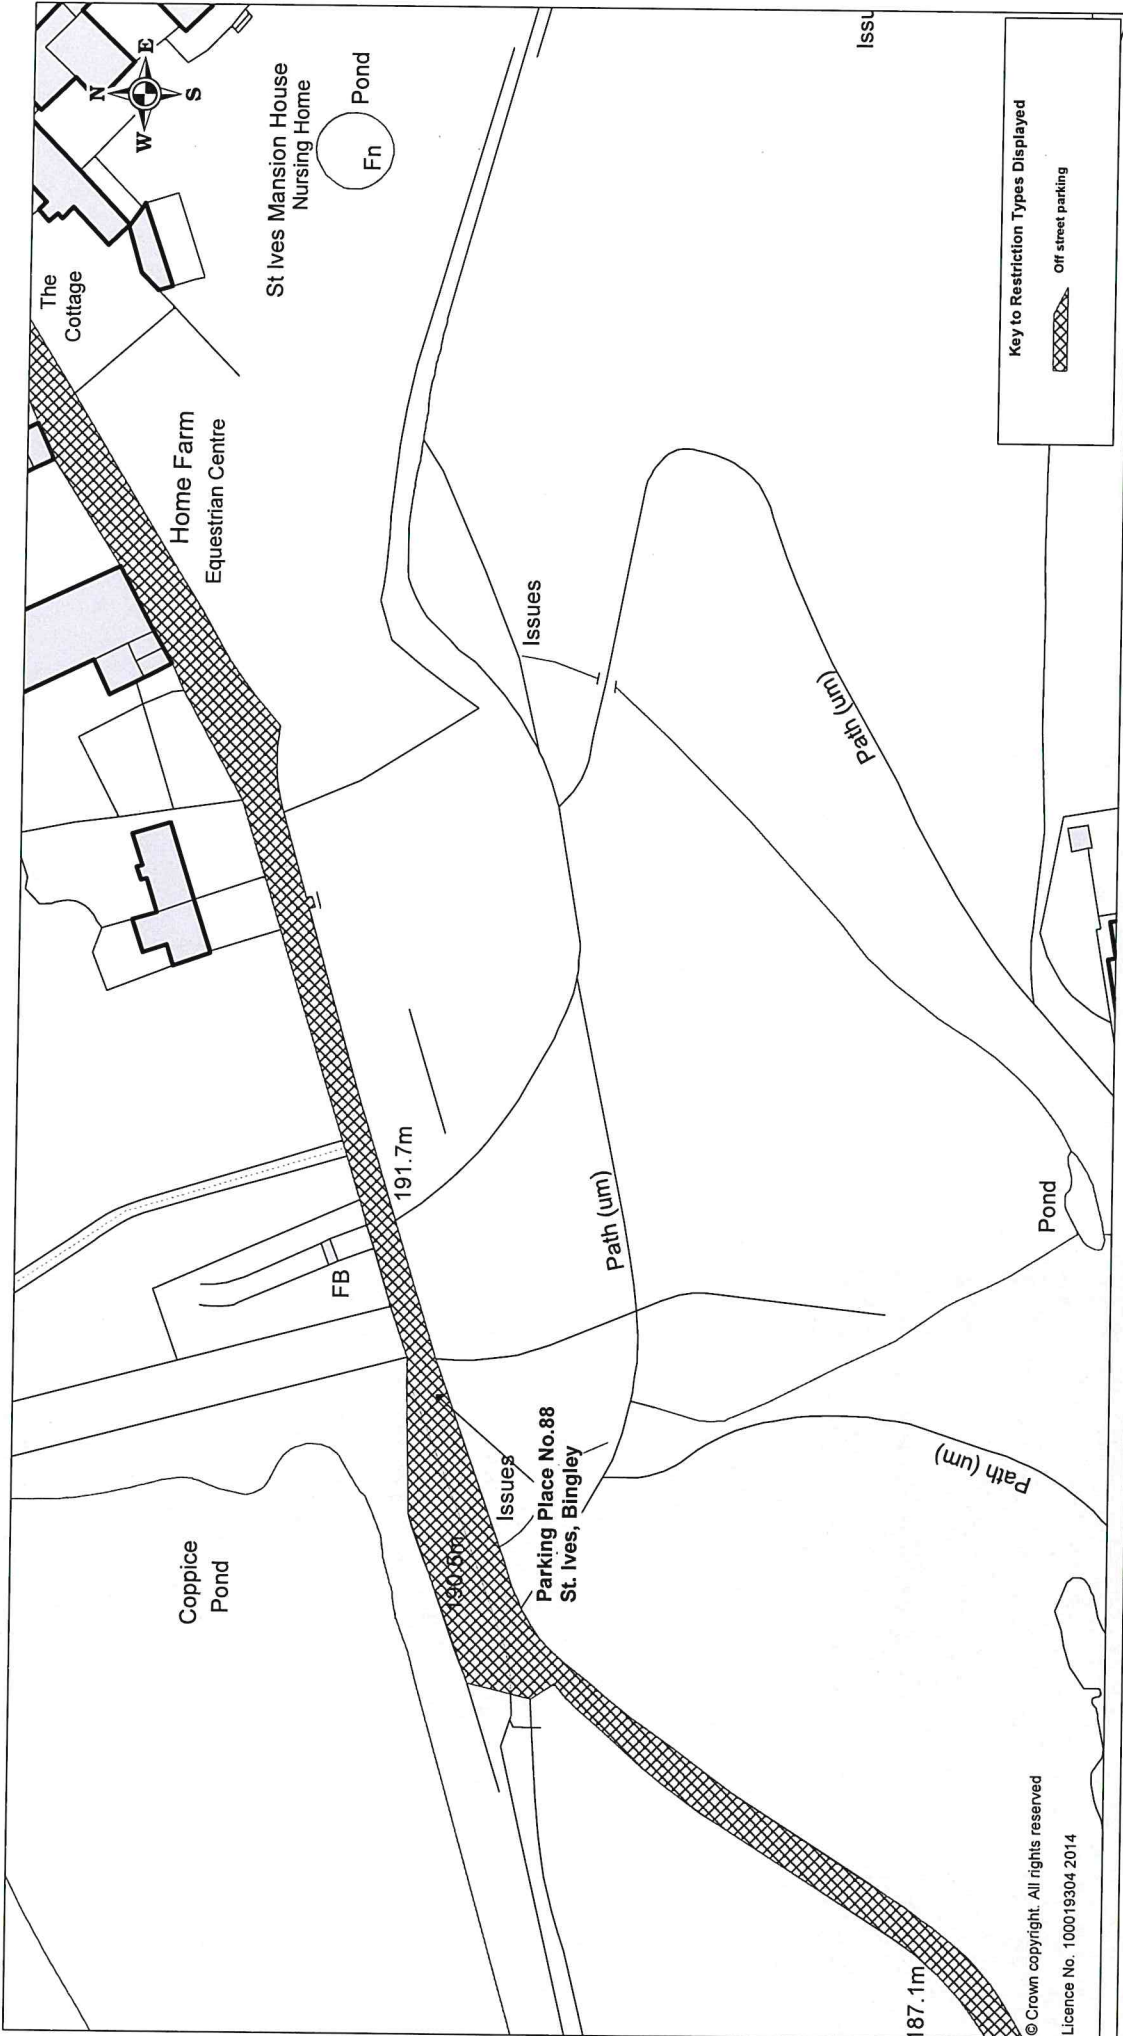 N
E
S
W
The
Cottage
St Ives Mansion House
Nursing Home
Pond
Fn
Home Farm
Equestrian Centre
Issu
Issues
Path (um)
191.7m
FB
Path (um)
Pond
Coppice
Pond
Issues
190.6m
Parking Place No.88
St. Ives, Bingley
Path (um)
187.1m
Key to Restriction Types Displayed
Off street parking
© Crown copyright. All rights reserved
Licence No. 100019304 2014